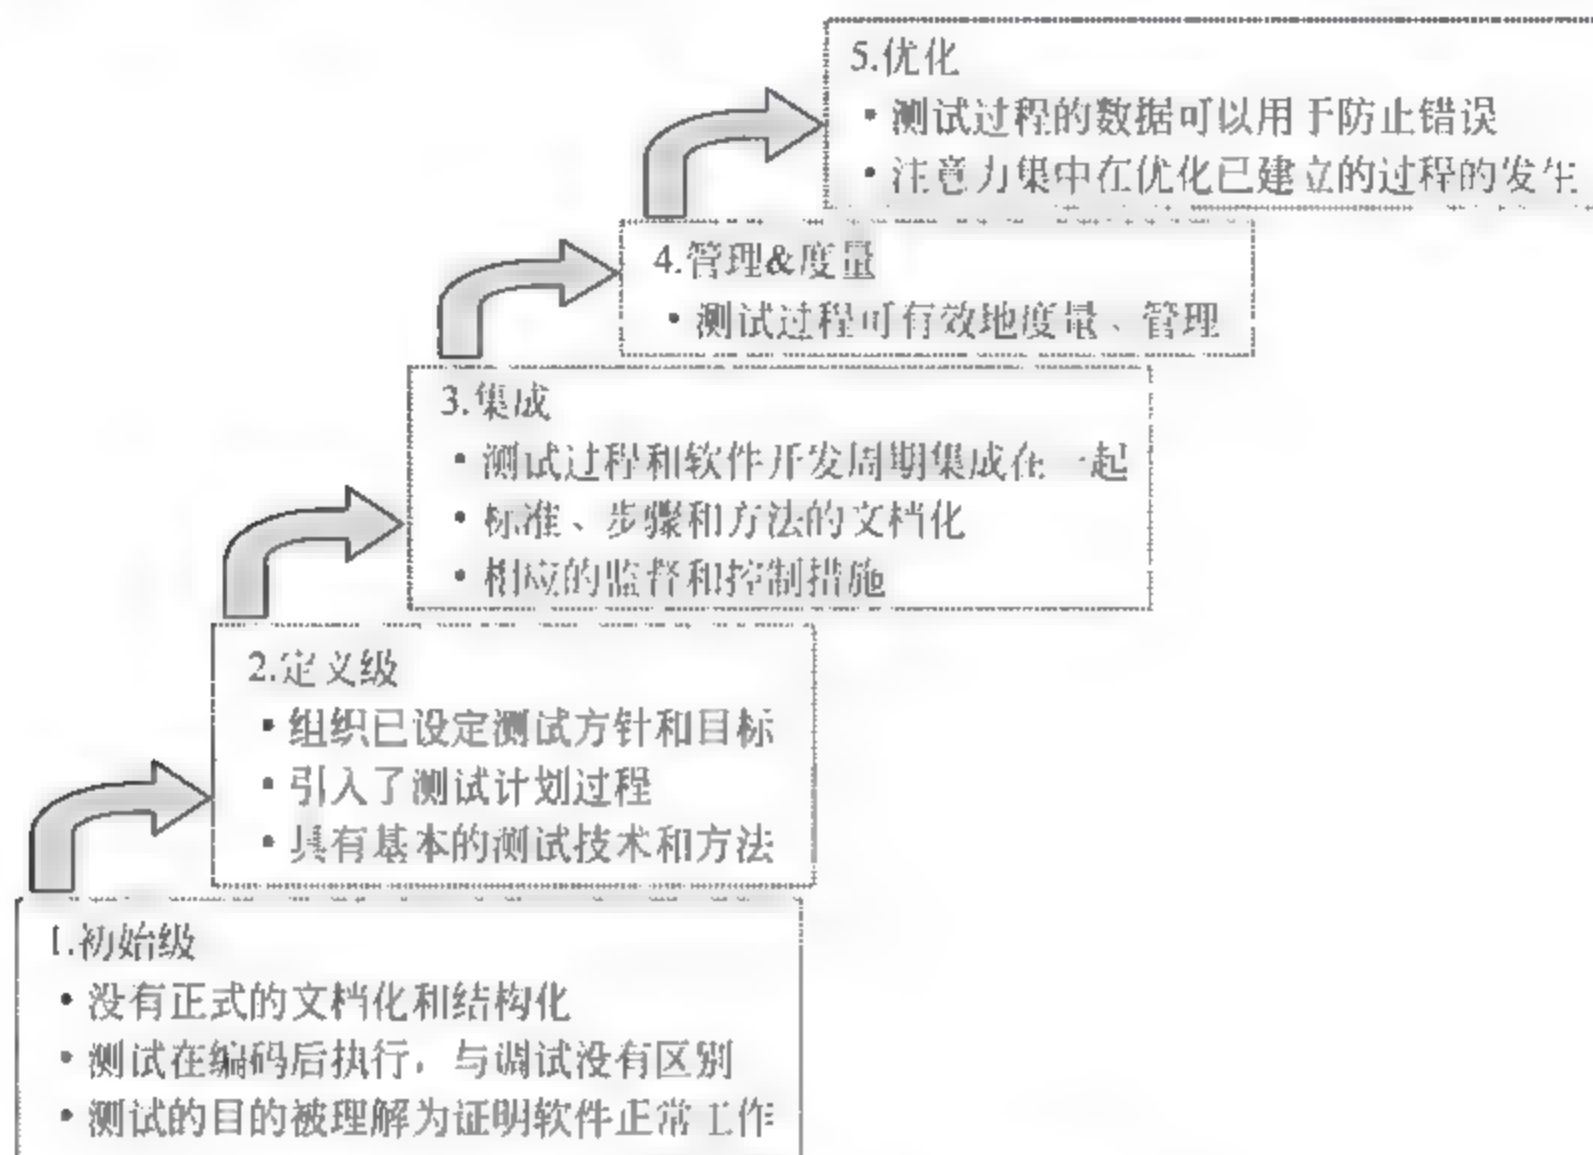 5.优化
• 测试过程的数据可以用于防止错误
• 注意力集中在优化已建立的过程的发生
4.管理&度量
• 测试过程可有效地度量、管理
3.集成
• 测试过程和软件开发周期集成在一起
• 标准、步骤和方法的文档化
• 相应的监督和控制措施
2.定义级
• 组织已设定测试方针和目标
• 引入了测试计划过程
• 具有基本的测试技术和方法
1.初始级
• 没有正式的文档化和结构化
• 测试在编码后执行，与调试没有区别
• 测试的目的被理解为证明软件正常工作